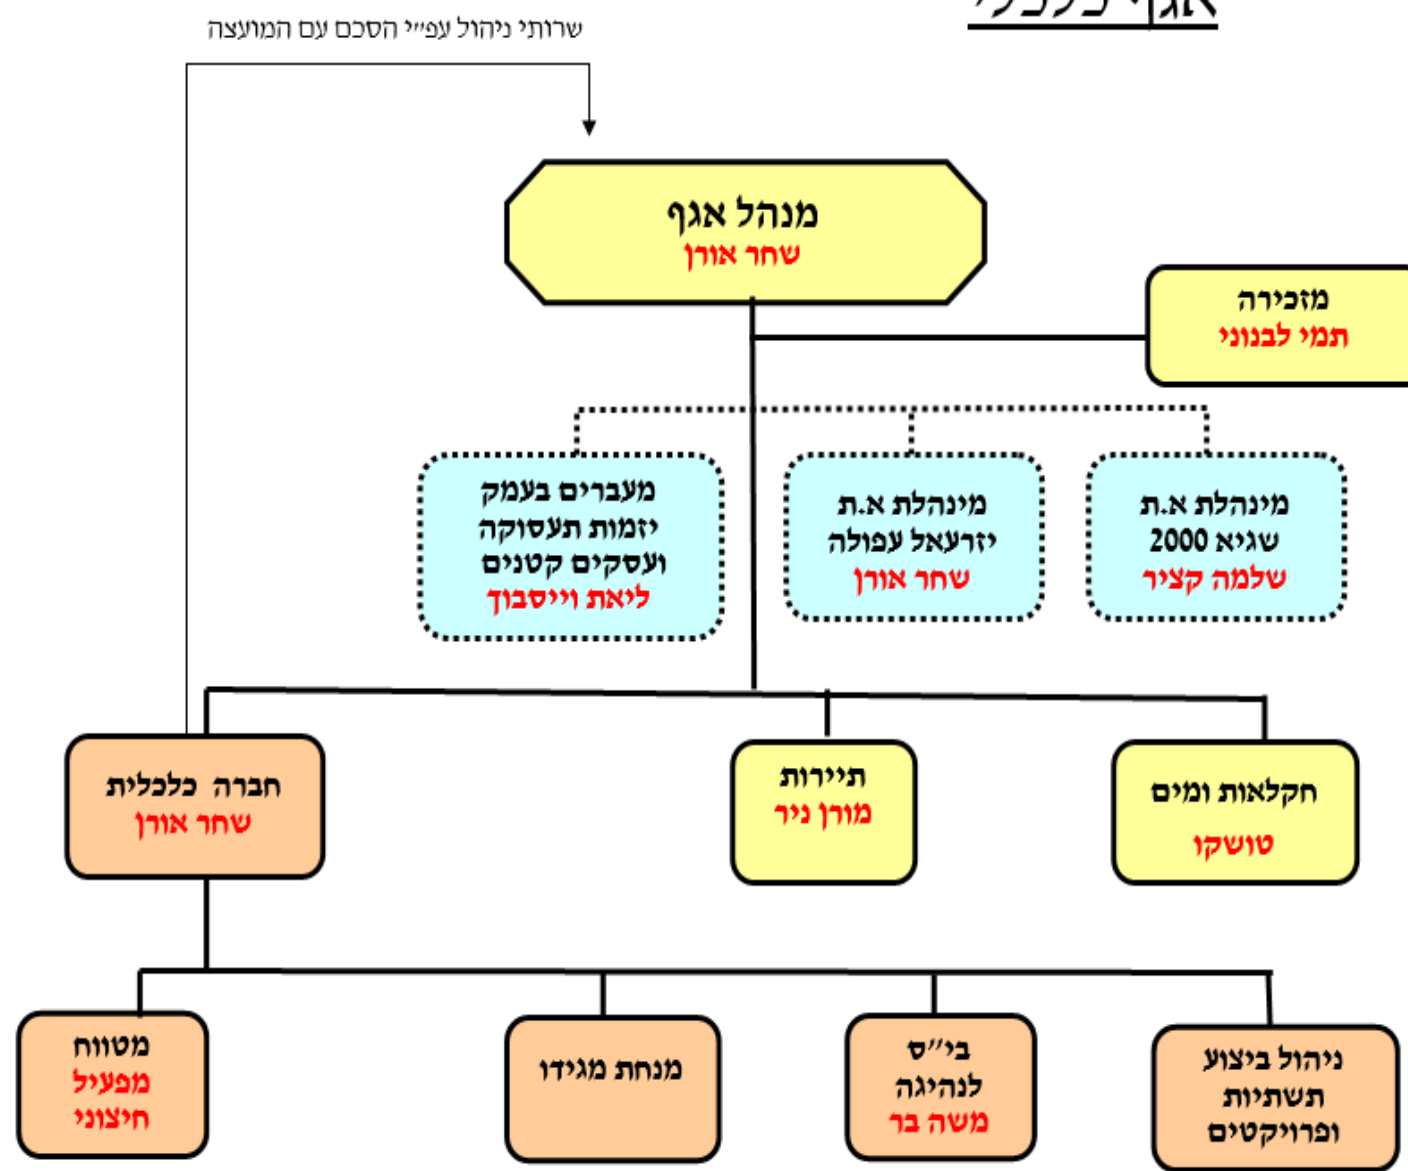 אגף כלכלי
שרותי ניהול עפ״י הסכם עם המועצה
מנהל אגף
שחר אורן
מזכירה
תמי לבנוני
מינהלת א.ת
שגיא 2000
שלמה קציר
מינהלת א.ת
יזרעאל עפולה
שחר אורן
מעברים בעמק
יזמות תעסוקה
ועסקים קטנים
ליאת וייסבוך
חקלאות ומים
טושקו
תיירות
מורן ניר
חברה כלכלית
שחר אורן
ניהול ביצוע
תשתיות
ופרויקטים
בי״ס
לנהיגה
משה בר
מנחת מגידו
מטווח
מפעיל
חיצוני